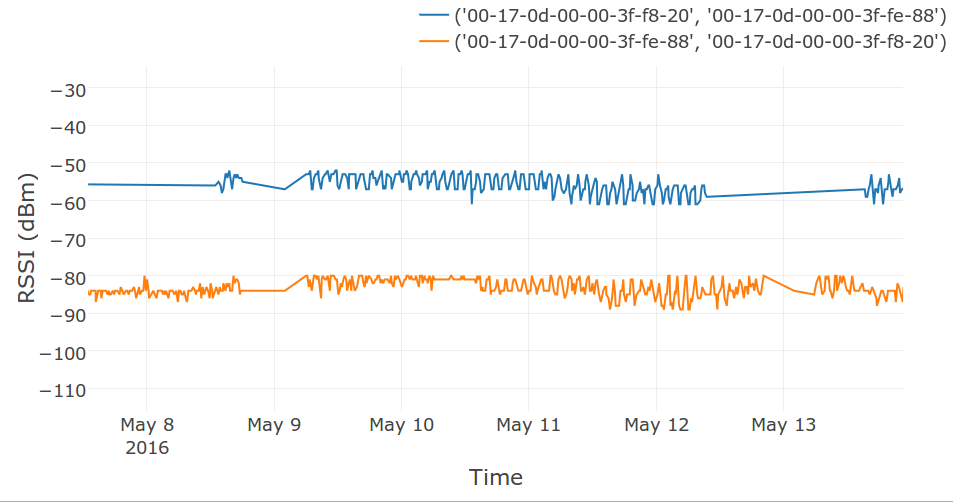 ('00-17-0d-00-00-3f-f8-20', '00-17-0d-00-00-3f-fe-88')
('00-17-0d-00-00-3f-fe-88', '00-17-0d-00-00-3f-f8-20')
−30
−40
−50
−60
−70
−80
−90
−100
−110
RSSI (dBm)
May 8
2016
May 9
May 10
May 11
May 12
May 13
Time